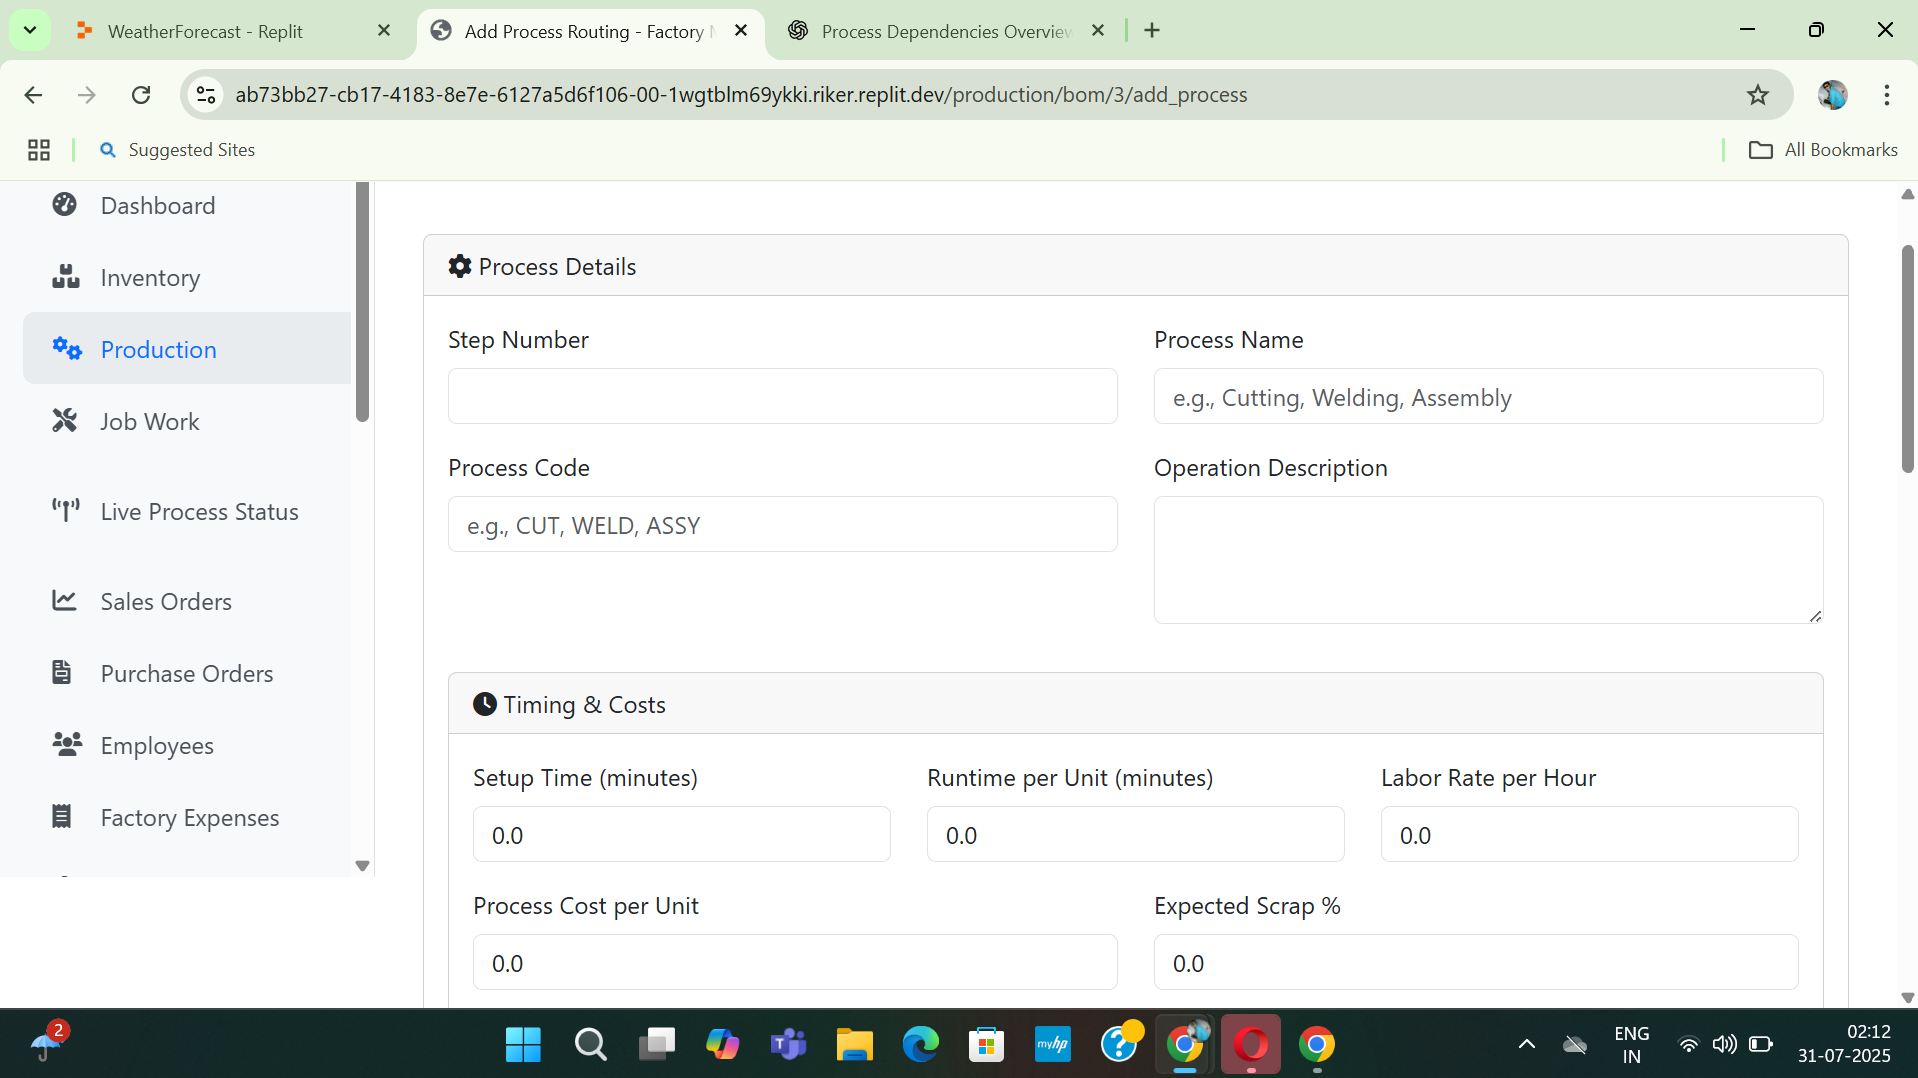 WeatherForecast - Replit
Add Process Routing - Factory
Process Dependencies Overview
ab73bb27-cb17-4183-8e7e-6127a5d6f106-00-1wgtblm69ykki.riker.replit.dev/production/bom/3/add_process
Suggested Sites
All Bookmarks
Dashboard
Inventory
Production
Job Work
Live Process Status
Sales Orders
Purchase Orders
Employees
Factory Expenses
Process Details
Step Number
Process Name
e.g., Cutting, Welding, Assembly
Process Code
Operation Description
e.g., CUT, WELD, ASSY
Timing & Costs
Setup Time (minutes)
Runtime per Unit (minutes)
Labor Rate per Hour
0.0
0.0
0.0
Process Cost per Unit
Expected Scrap %
0.0
0.0
2
myhp
ENG
IN
02:12
31-07-2025